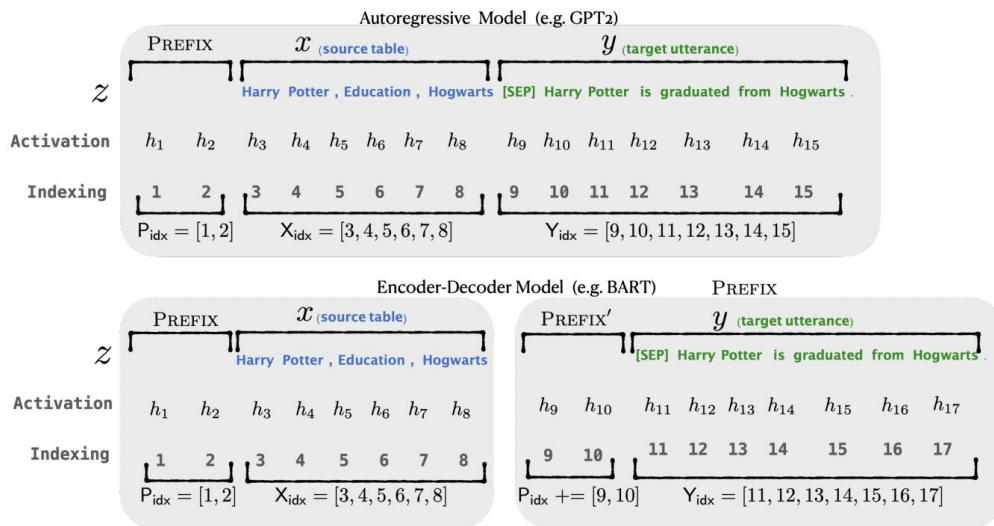 Autoregressive Model (e.g. GPT2)
PREFIX x (source table) y (target utterance)
z Harry Potter , Education , Hogwarts [SEP] Harry Potter is graduated from Hogwarts .
Activation h1 h2 h3 h4 h5 h6 h7 h8 h9 h10 h11 h12 h13 h14 h15
Indexing 1 2 3 4 5 6 7 8 9 10 11 12 13 14 15
Pidx = [1, 2] Xidx = [3, 4, 5, 6, 7, 8] Yidx = [9, 10, 11, 12, 13, 14, 15]
Encoder-Decoder Model (e.g. BART) PREFIX
PREFIX x (source table) PREFIX′ y (target utterance)
z Harry Potter , Education , Hogwarts [SEP] Harry Potter is graduated from Hogwarts .
Activation h1 h2 h3 h4 h5 h6 h7 h8 h9 h10 h11 h12 h13 h14 h15 h16 h17
Indexing 1 2 3 4 5 6 7 8 9 10 11 12 13 14 15 16 17
Pidx = [1, 2] Xidx = [3, 4, 5, 6, 7, 8] Pidx += [9, 10] Yidx = [11, 12, 13, 14, 15, 16, 17]